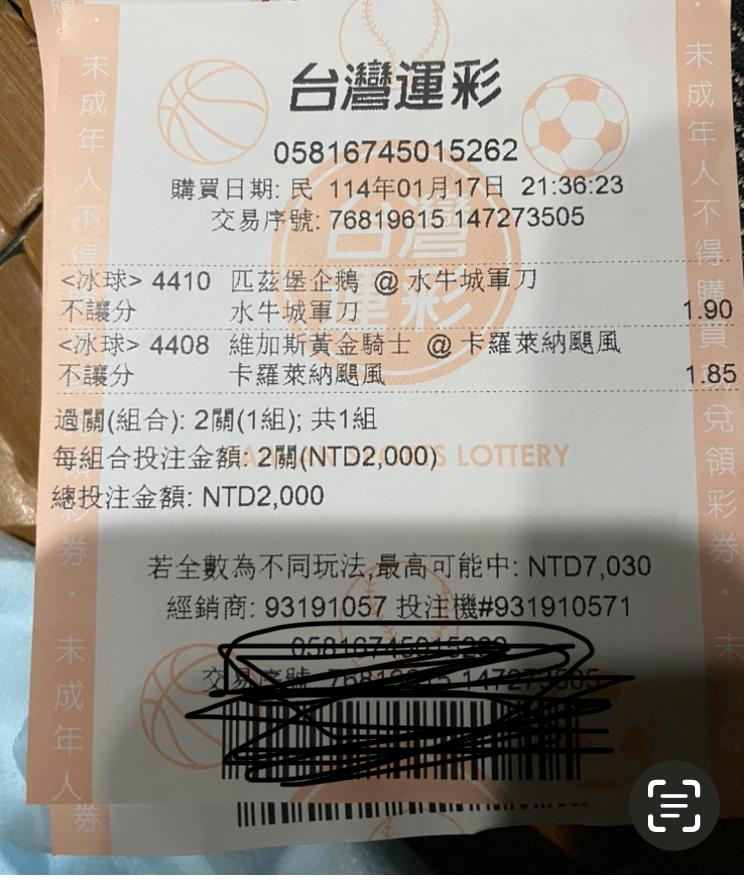 台灣運彩
05816745015262
購買日期: 民 114年01月17日 21:36:23
交易序號: 76819615 147273505
<冰球> 4410 匹茲堡企鵝 @ 水牛城軍刀
不讓分 水牛城軍刀 1.90
<冰球> 4408 維加斯黃金騎士 @ 卡羅萊納颶風
不讓分 卡羅萊納颶風 1.85
過關(組合): 2關(1組); 共1組
每組合投注金額: 2關(NTD2,000)
總投注金額: NTD2,000
若全數為不同玩法,最高可能中: NTD7,030
經銷商: 93191057 投注機#931910571
未成年人
不得購買
兌領彩券
未成年人
台灣運彩
SPORTS LOTTERY